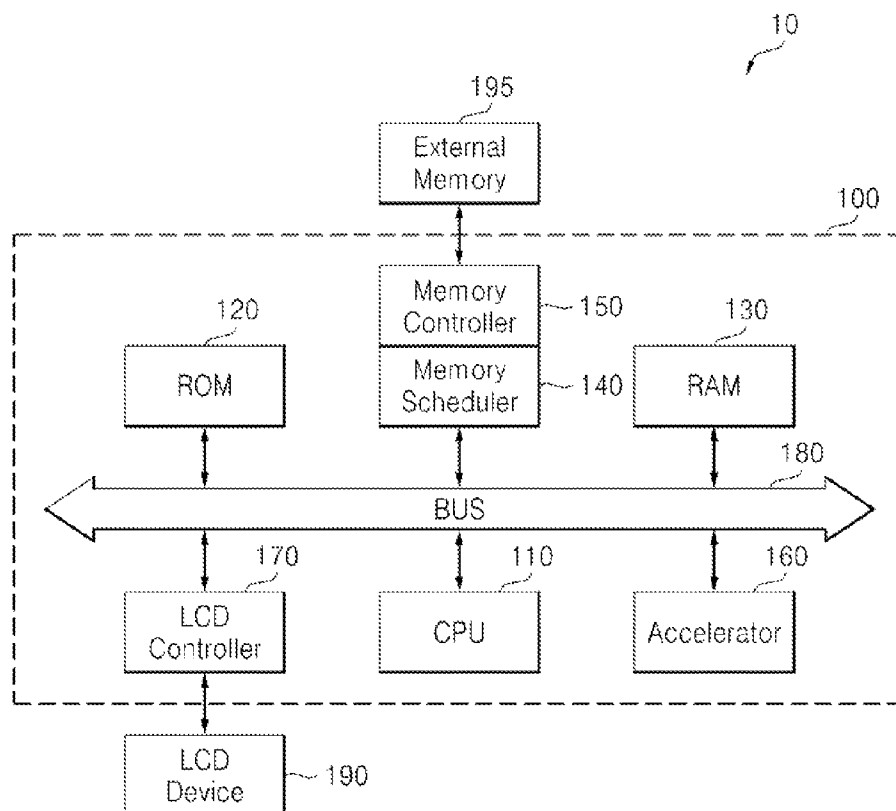 10
195
External
Memory
100
120
Memory
Controller
150
130
ROM
Memory
Scheduler
140
RAM
180
BUS
170
110
160
LCD
Controller
CPU
Accelerator
LCD
Device
190